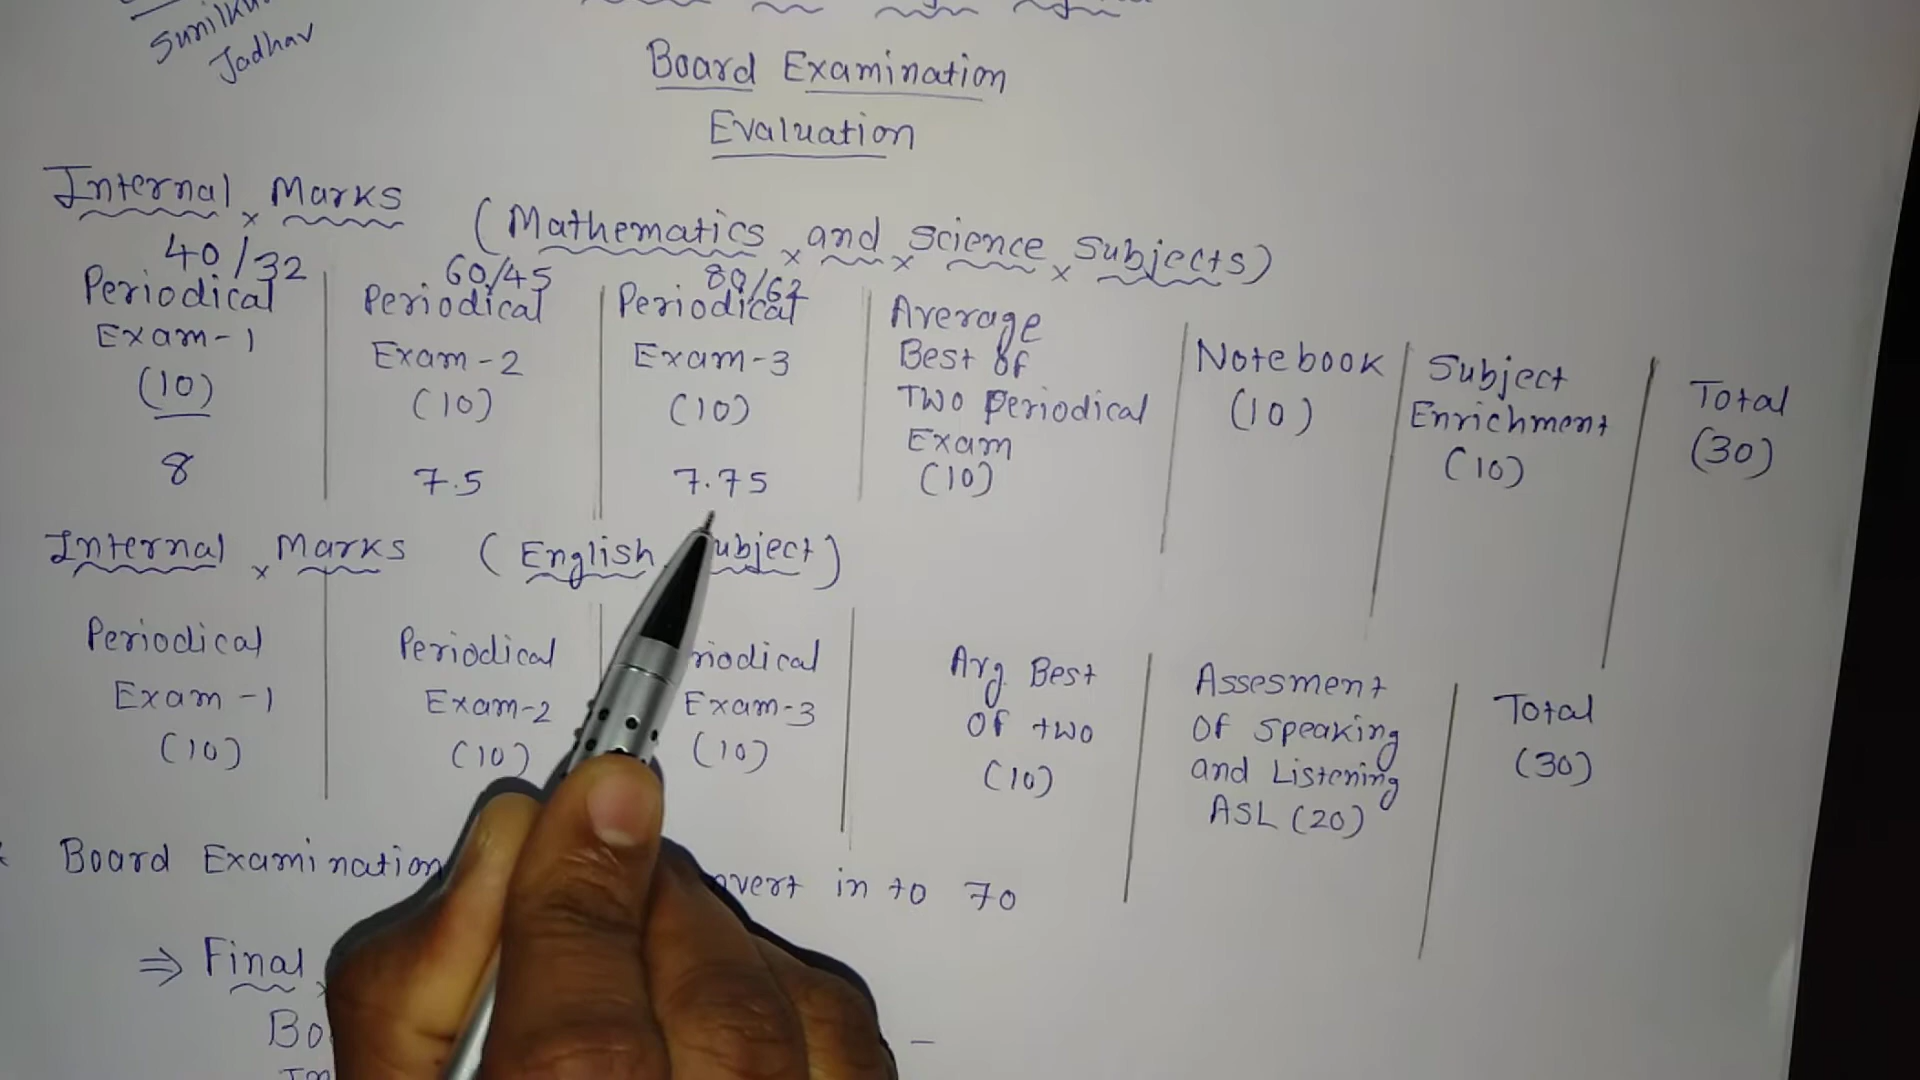 Jadhav
Board Examination
Evaluation
Internal Marks (Mathematics and Science Subjects)
40/32 60/45 80/62
Periodical Exam-1 (10) 8
Periodical Exam-2 (10) 7.5
Periodical Exam-3 (10) 7.75
Average Best of Two Periodical Exam (10)
Notebook (10)
Subject Enrichment (10)
Total (30)
Internal Marks (English Subject)
Periodical Exam-1 (10)
Periodical Exam-2 (10)
Exam-3 (10)
Avg. Best of two (10)
Assesment of speaking and Listening ASL (20)
Total (30)
Board Examination in to 70
⇒ Final